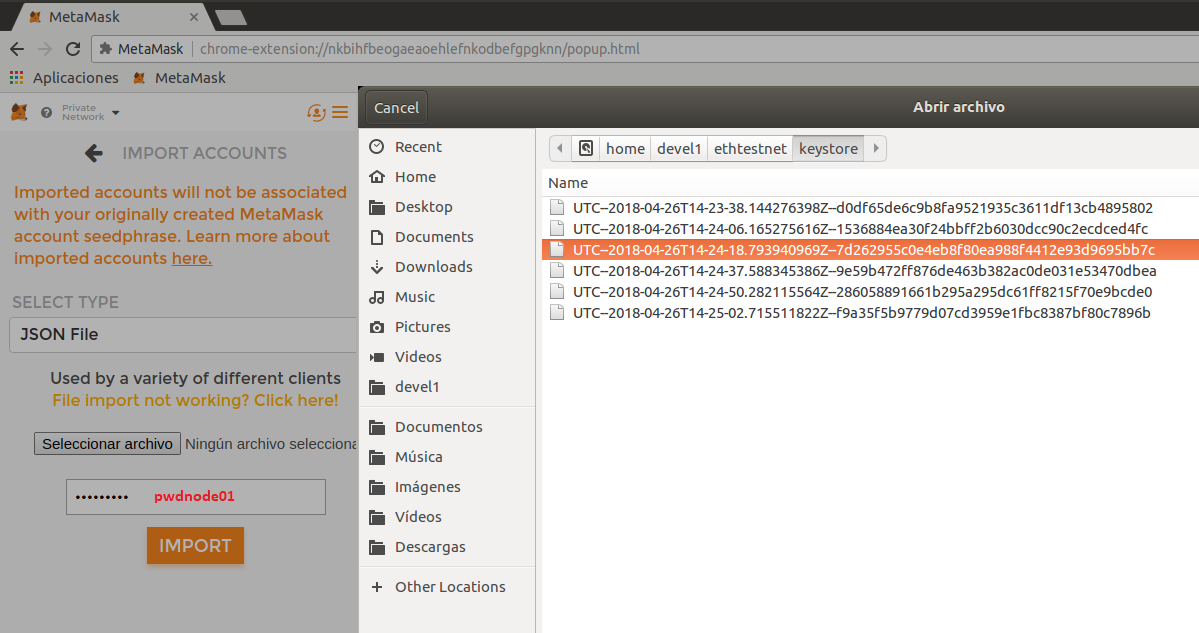 MetaMask
MetaMask chrome-extension://nkbihfbeogaeaoehlefnkodbefgpgknn/popup.html
Aplicaciones MetaMask
Private
Network
IMPORT ACCOUNTS
Imported accounts will not be associated
with your originally created MetaMask
account seedphrase. Learn more about
imported accounts here.
SELECT TYPE
JSON File
Used by a variety of different clients
File import not working? Click here!
Seleccionar archivo Ningún archivo selecciona
••••••••• pwdnode01
IMPORT
Cancel Abrir archivo
Recent
Home
Desktop
Documents
Downloads
Music
Pictures
Videos
devel1
Documentos
Música
Imágenes
Vídeos
Descargas
+ Other Locations
home devel1 ethtestnet keystore
Name
UTC--2018-04-26T14-23-38.144276398Z--d0df65de6c9b8fa9521935c3611df13cb4895802
UTC--2018-04-26T14-24-06.165275616Z--1536884ea30f24bbff2b6030dcc90c2ecdced4fc
UTC--2018-04-26T14-24-18.793940969Z--7d262955c0e4eb8f80ea988f4412e93d9695bb7c
UTC--2018-04-26T14-24-37.588345386Z--9e59b472ff876de463b382ac0de031e53470dbea
UTC--2018-04-26T14-24-50.282115564Z--286058891661b295a295dc61ff8215f70e9bcde0
UTC--2018-04-26T14-25-02.715511822Z--f9a35f5b9779d07cd3959e1fbc8387bf80c7896b